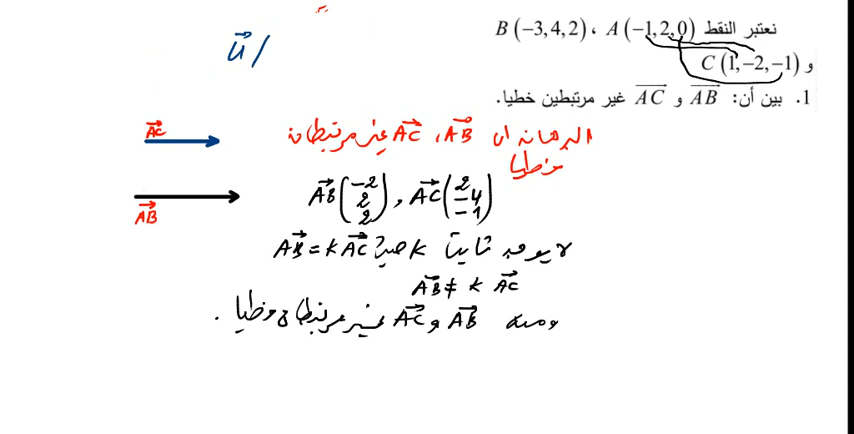 نعتبر النقط A(−1,2,0) ، B(−3,4,2)
و C(1,−2,−1)
1. بين أن: AB و AC غير مرتبطين خطيا.
u /
البرهانه ان AB ، AC غير مرتبطان
خطيا
AC
AB
AB(−2 2 2) , AC(2 −4 −1)
لا يوجد ثابت k حيث AB = k AC
AB ≠ k AC
ومنه AB و AC غير مرتبطان خطيا .